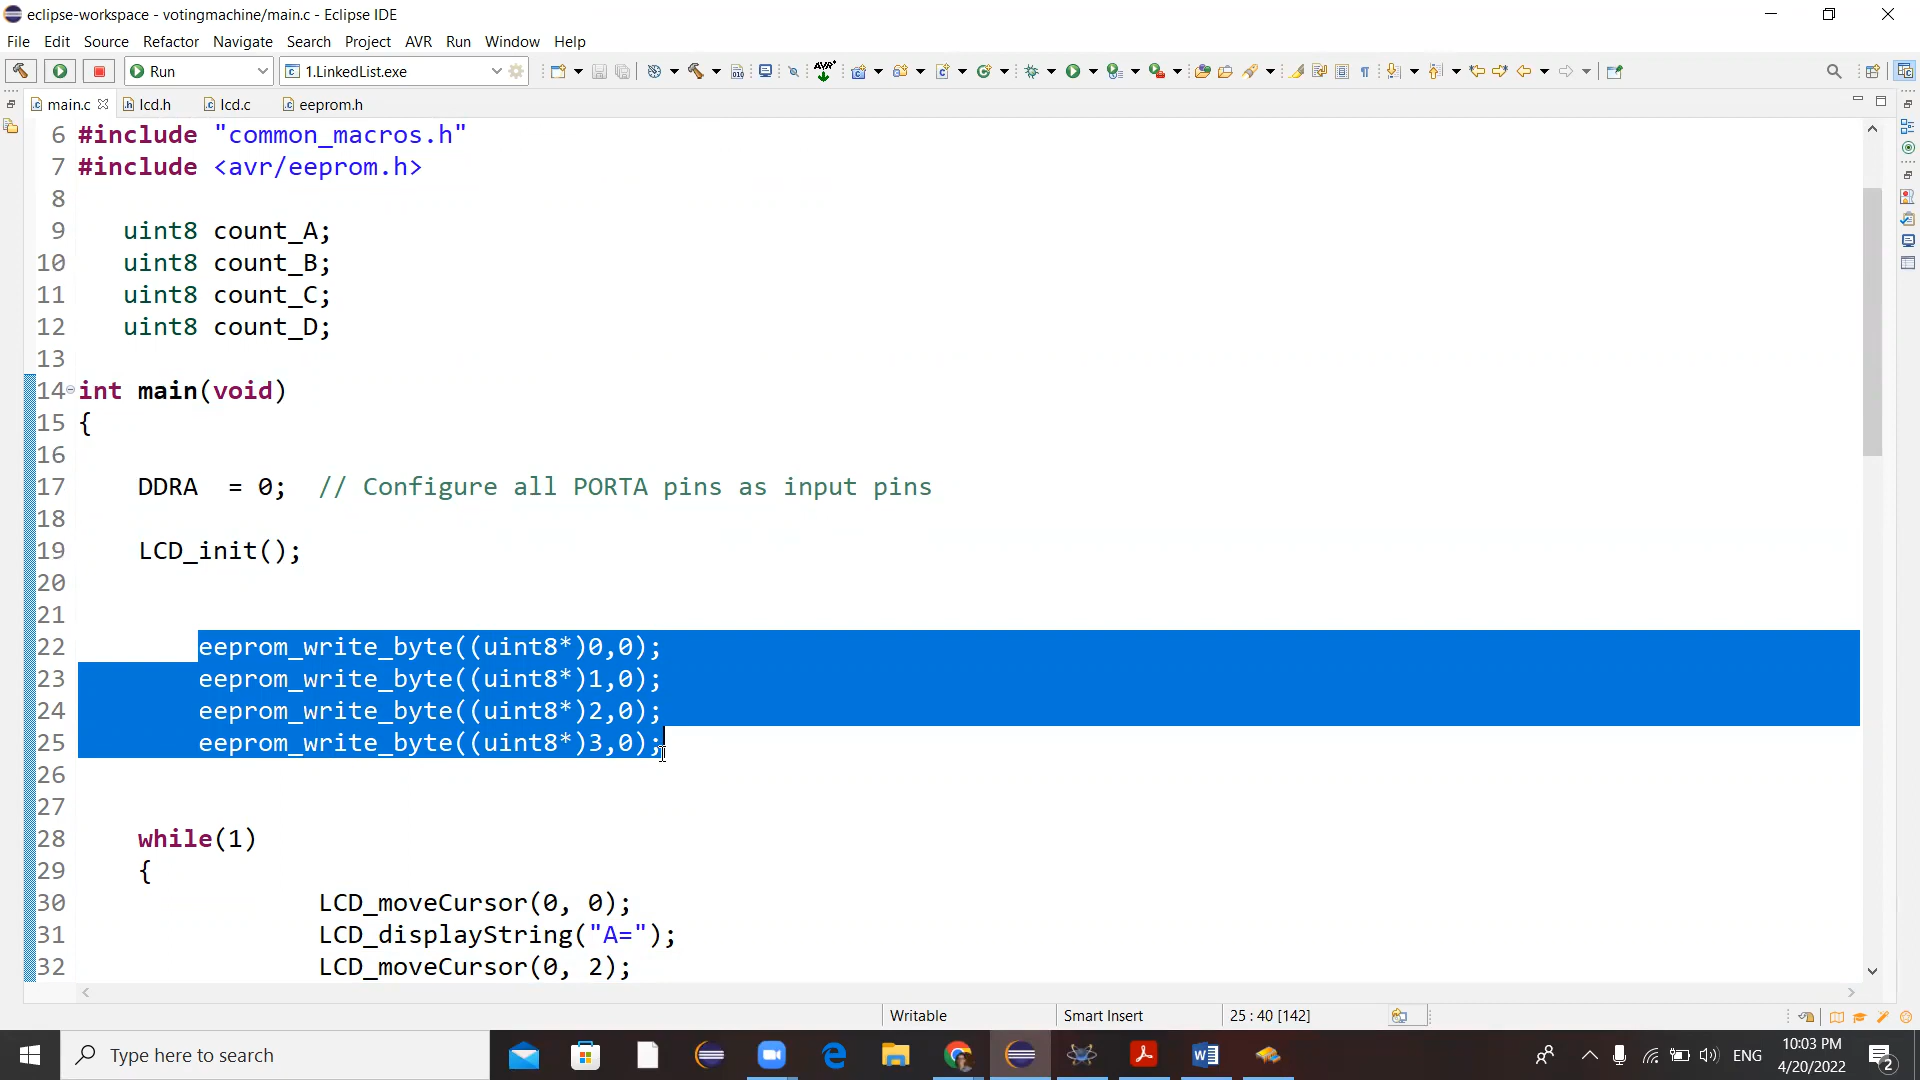 eclipse-workspace - votingmachine/main.c - Eclipse IDE
File Edit Source Refactor Navigate Search Project AVR Run Window Help
Run 1.LinkedList.exe
main.c lcd.h lcd.c eeprom.h
6 #include "common_macros.h"
7 #include <avr/eeprom.h>
8
9 uint8 count_A;
10 uint8 count_B;
11 uint8 count_C;
12 uint8 count_D;
13
14 int main(void)
15 {
16
17 DDRA  = 0;  // Configure all PORTA pins as input pins
18
19 LCD_init();
20
21
22 eeprom_write_byte((uint8*)0,0);
23 eeprom_write_byte((uint8*)1,0);
24 eeprom_write_byte((uint8*)2,0);
25 eeprom_write_byte((uint8*)3,0);
26
27
28 while(1)
29 {
30 LCD_moveCursor(0, 0);
31 LCD_displayString("A=");
32 LCD_moveCursor(0, 2);
Writable Smart Insert 25 : 40 [142]
Type here to search
ENG 10:03 PM
4/20/2022 2